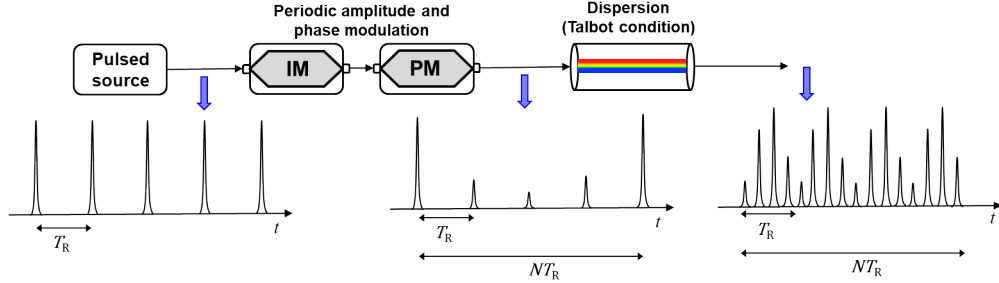 Periodic amplitude and
phase modulation
Dispersion
(Talbot condition)
Pulsed
source
IM
PM
t
T_R
t
T_R
NT_R
t
T_R
NT_R